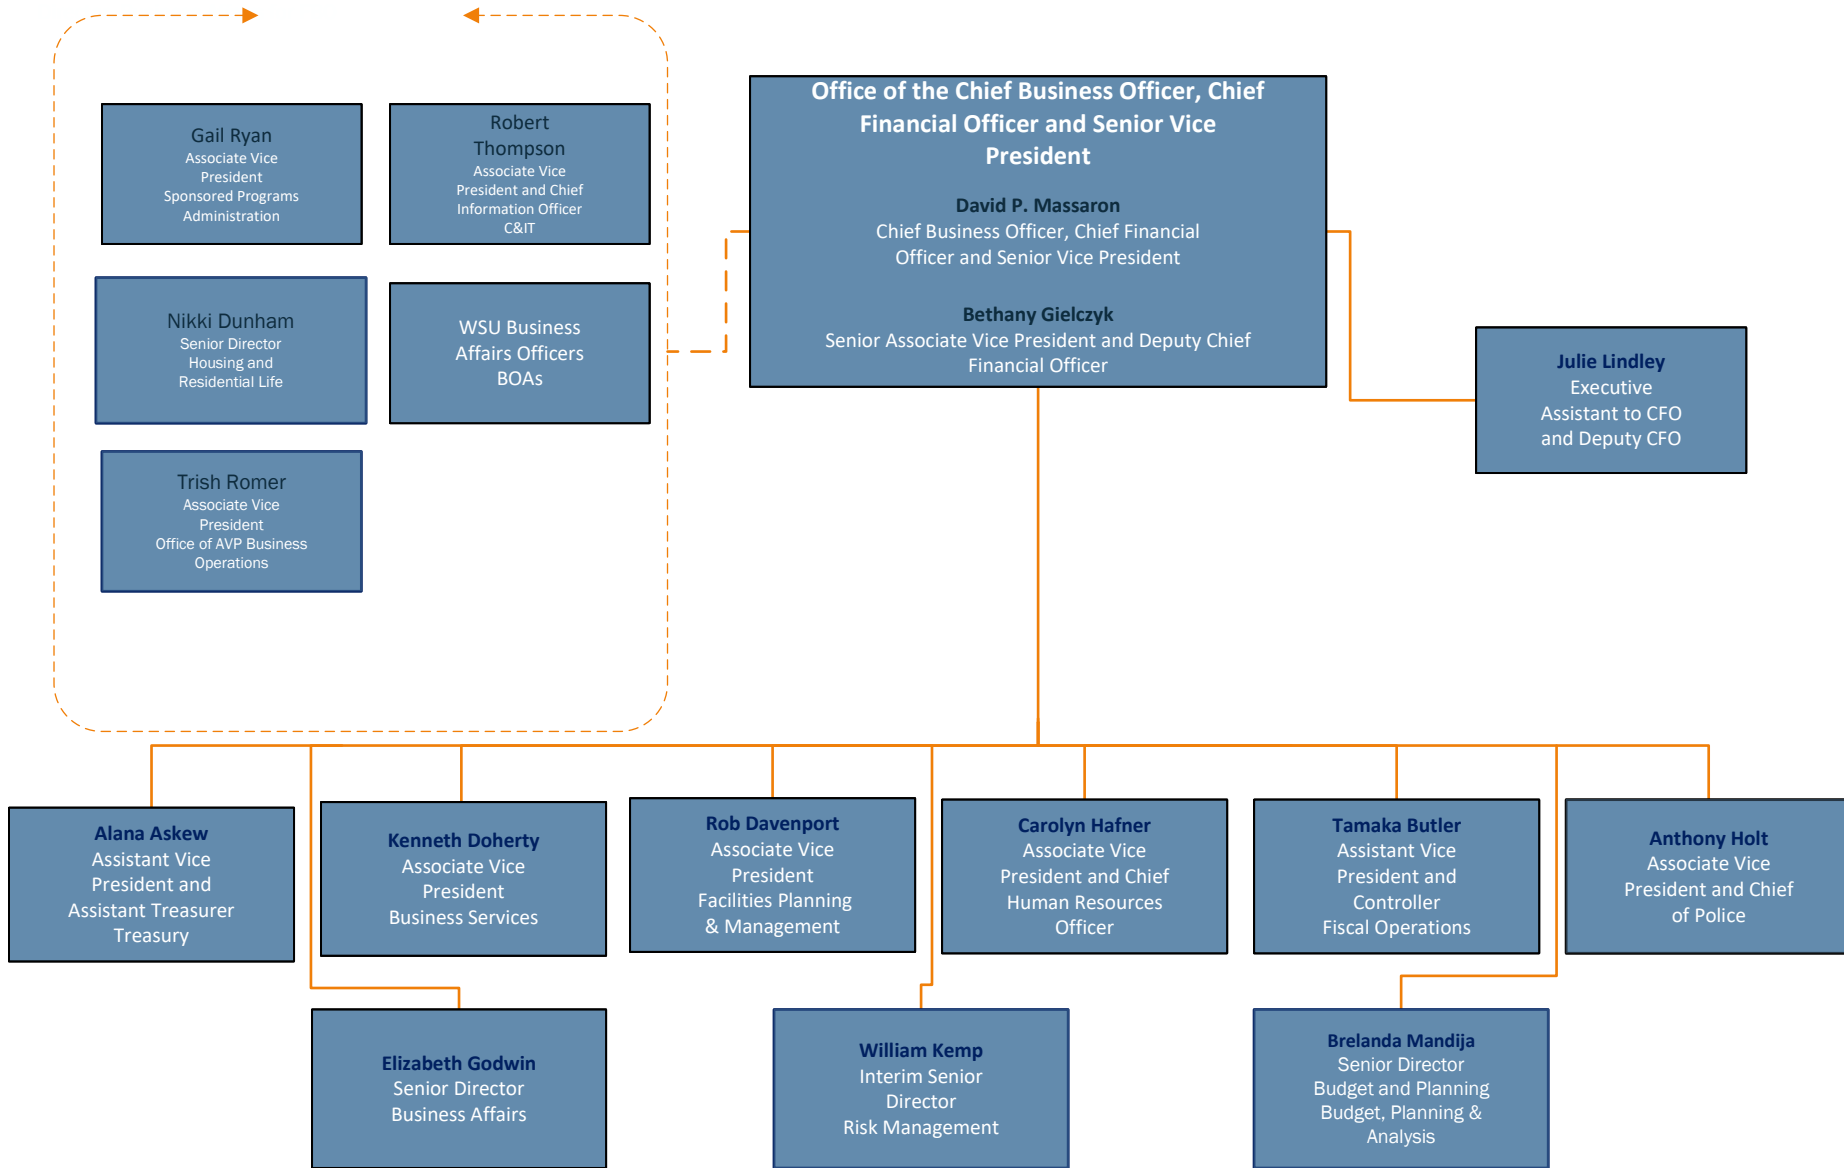 Office of the Chief Business Officer, Chief
Financial Officer and Senior Vice
President
David P. Massaron
Chief Business Officer, Chief Financial
Officer and Senior Vice President
Bethany Gielczyk
Senior Associate Vice President and Deputy Chief
Financial Officer
Gail Ryan
Associate Vice
President
Sponsored Programs
Administration
Robert
Thompson
Associate Vice
President and Chief
Information Officer
C&IT
Nikki Dunham
Senior Director
Housing and
Residential Life
WSU Business
Affairs Officers
BOAs
Trish Romer
Associate Vice
President
Office of AVP Business
Operations
Julie Lindley
Executive
Assistant to CFO
and Deputy CFO
Alana Askew
Assistant Vice
President and
Assistant Treasurer
Treasury
Kenneth Doherty
Associate Vice
President
Business Services
Rob Davenport
Associate Vice
President
Facilities Planning
& Management
Carolyn Hafner
Associate Vice
President and Chief
Human Resources
Officer
Tamaka Butler
Assistant Vice
President and
Controller
Fiscal Operations
Anthony Holt
Associate Vice
President and Chief
of Police
Elizabeth Godwin
Senior Director
Business Affairs
William Kemp
Interim Senior
Director
Risk Management
Brelanda Mandija
Senior Director
Budget and Planning
Budget, Planning &
Analysis